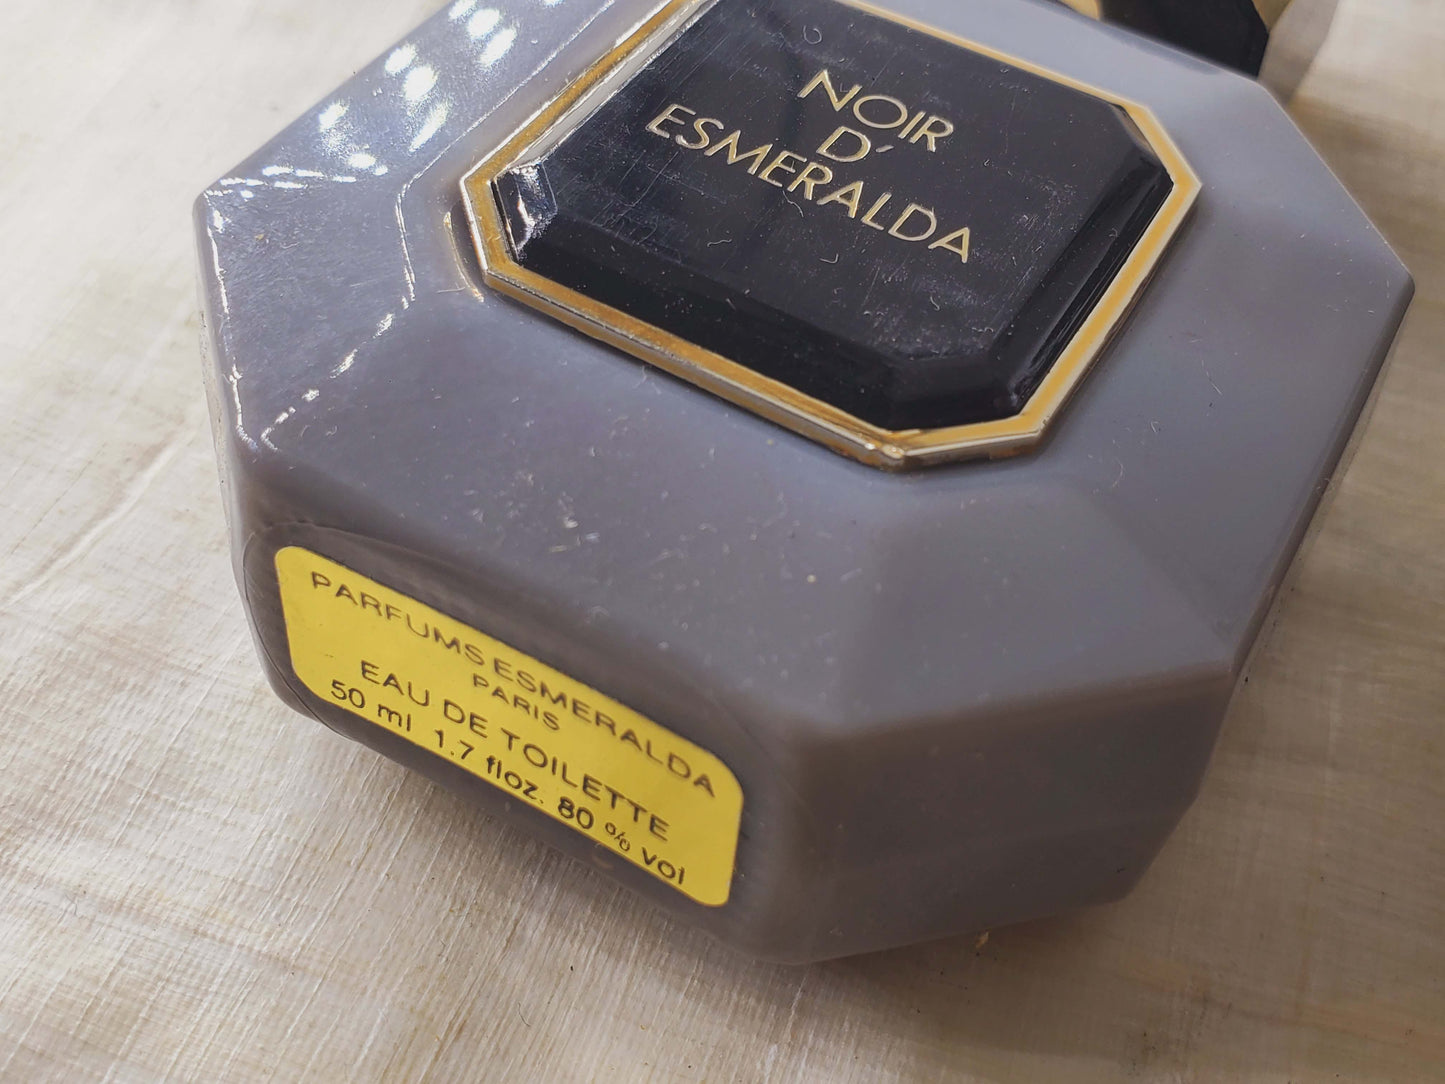 NOIR
D'
ESMERALDA
PARFUMS ESMERALDA
PARIS
EAU DE TOILETTE
50 ml 1.7 floz. 80 % vol